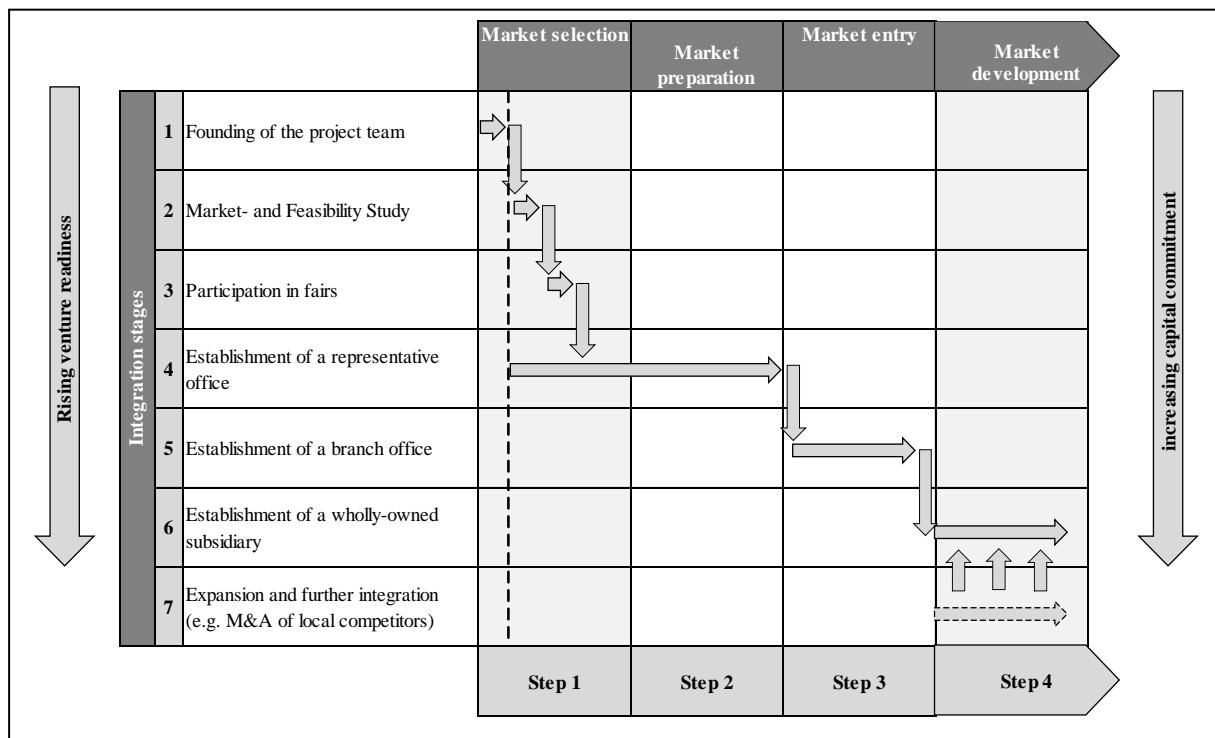 Market selection
Market
preparation
Market entry
Market
development
Rising venture readiness
Integration stages
1
Founding of the project team
2
Market- and Feasibility Study
3
Participation in fairs
4
Establishment of a representative
office
5
Establishment of a branch office
6
Establishment of a wholly-owned
subsidiary
7
Expansion and further integration
(e.g. M&A of local competitors)
increasing capital commitment
Step 1
Step 2
Step 3
Step 4